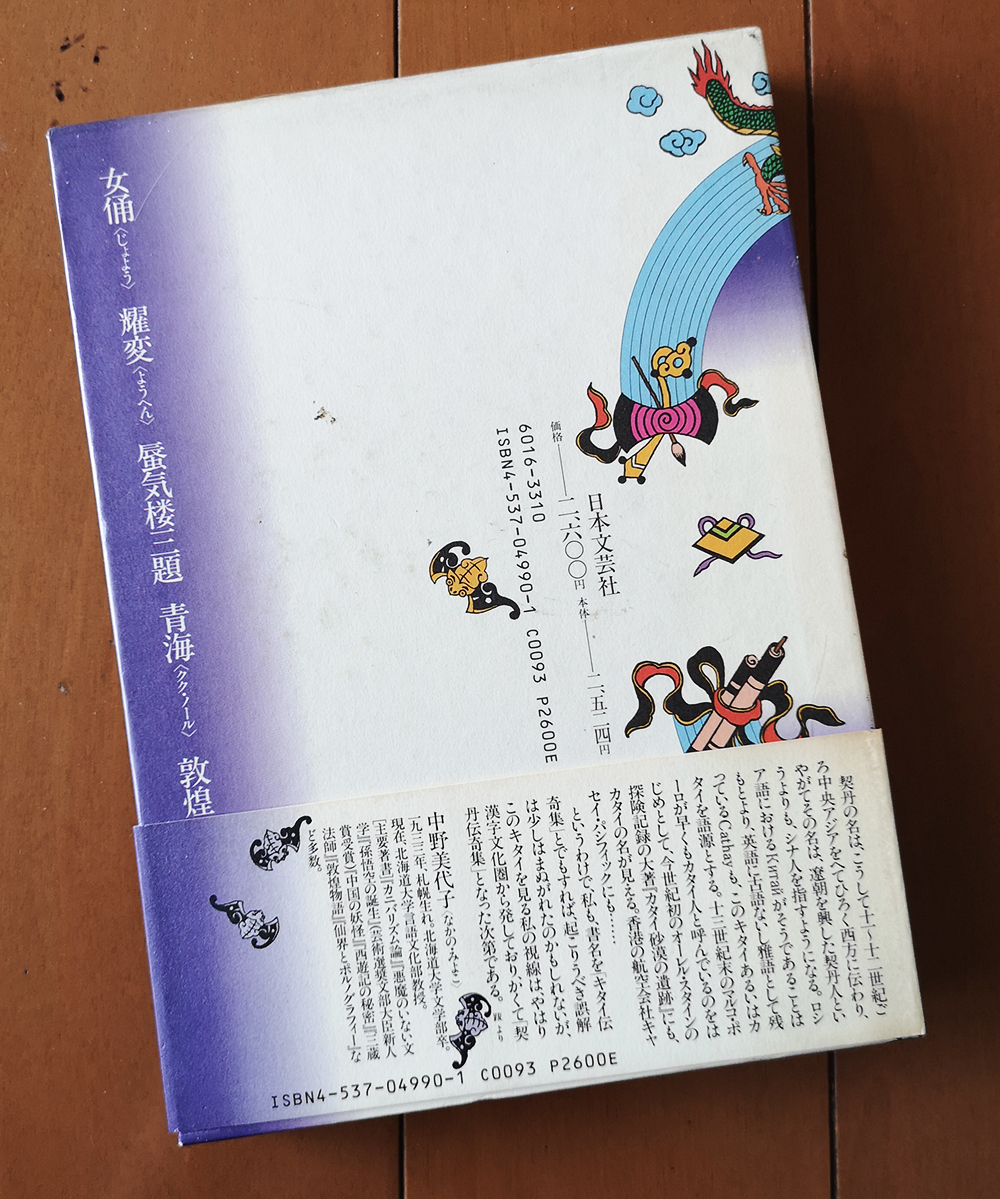 女俑〈じょよう〉 耀変〈ようへん〉 蜃気楼三題 青海〈クク・ノール〉 敦煌
日本文芸社
価格――二、六〇〇円 本体――二、五二四円
6016-3310
ISBN4-537-04990-1 C0093 P2600E
契丹の名は、こうして十一〜十二世紀ご
ろ中央アジアをへてひろく西方に伝わり、
やがてその名は、遼朝を興した契丹人とい
うよりも、シナ人を指すようになる。ロシ
ア語におけるKitraikがそうであることは
もとより、英語に古語ないし雅語として残
っているCathayも、このキタイあるいはカ
タイを語源とする。十三世紀末のマルコ・ポ
ーロが早くもカタイ人と呼んでいるのをは
じめとして、今世紀初のオーレル・スタインの
探険記録の大著『カタイ砂漠の遺跡』でも、
カタイの名が見える。香港の航空会社キャ
セイ・パシフィックにも……
というわけで、私も、書名を「キタイ伝
奇集」とでもすれば、起こりうべき誤解
は少しはまぬがれたのかもしれないが、
このキタイを見る私の視線は、やはり
漢字文化圏から発しており、かくて「契
丹伝奇集」となった次第である。 跋より
中野美代子〈なかの・みよこ〉
一九三三年、札幌生れ。北海道大学文学部卒。
現在、北海道大学言語文化部教授。
[主要著書]『カニバリズム論』『悪魔のいない文
学』『孫悟空の誕生』(芸術選奨文部大臣新人
賞受賞)『中国の妖怪』『西遊記の秘密』『三蔵
法師』『敦煌物語』『仙界とポルノグラフィー』な
ど多数。
ISBN4-537-04990-1 C0093 P2600E